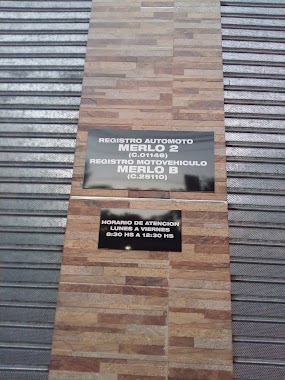 REGISTRO AUTOMOTO
MERLO 2
(C.01146)
REGISTRO MOTOVEHICULO
MERLO B
(C.25110)
HORARIO DE ATENCION
LUNES A VIERNES
8:30 HS A 12:30 HS